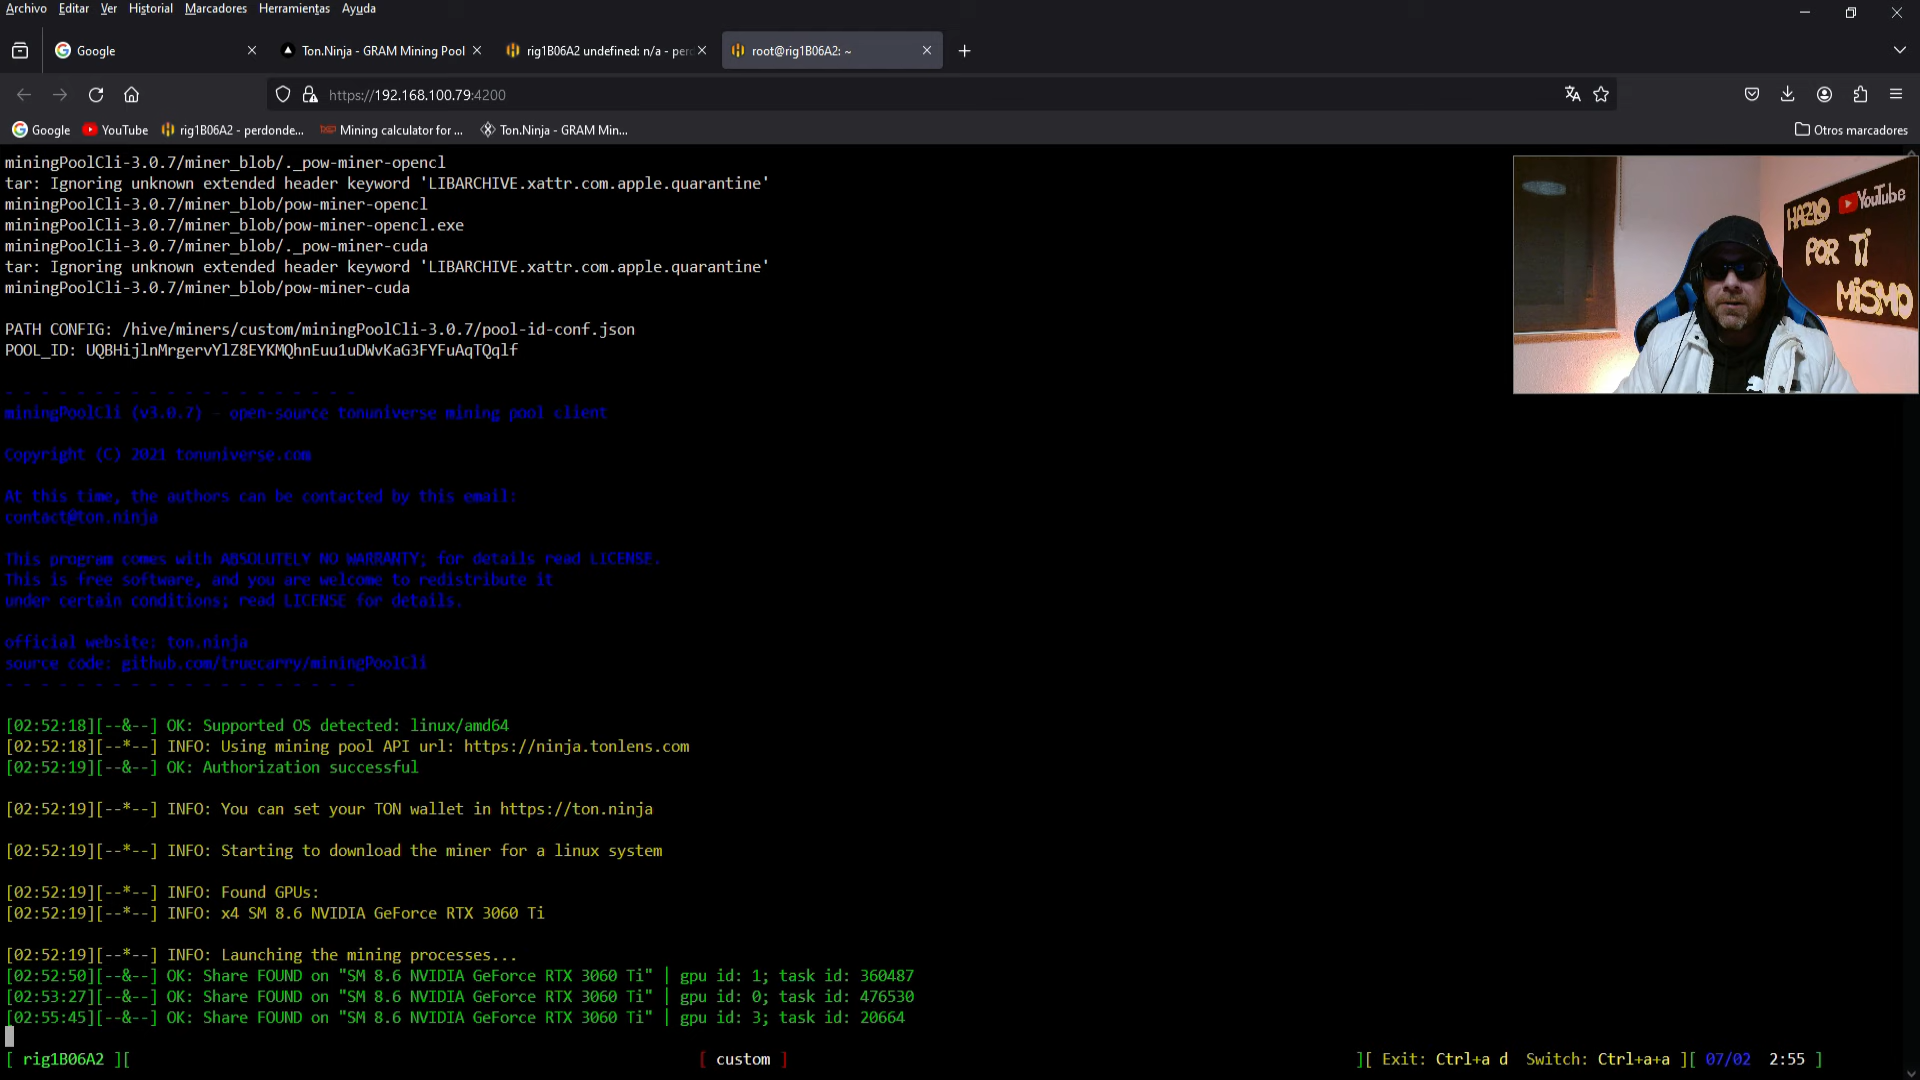 Archivo Editar Ver Historial Marcadores Herramientas Ayuda
Google
Ton.Ninja - GRAM Mining Pool
rig1B06A2 undefined: n/a - perd
root@rig1B06A2: ~
https://192.168.100.79:4200
Google
YouTube
rig1B06A2 - perdonde...
Mining calculator for ...
Ton.Ninja - GRAM Min...
Otros marcadores
miningPoolCli-3.0.7/miner_blob/._pow-miner-opencl
tar: Ignoring unknown extended header keyword 'LIBARCHIVE.xattr.com.apple.quarantine'
miningPoolCli-3.0.7/miner_blob/pow-miner-opencl
miningPoolCli-3.0.7/miner_blob/pow-miner-opencl.exe
miningPoolCli-3.0.7/miner_blob/._pow-miner-cuda
tar: Ignoring unknown extended header keyword 'LIBARCHIVE.xattr.com.apple.quarantine'
miningPoolCli-3.0.7/miner_blob/pow-miner-cuda
PATH CONFIG: /hive/miners/custom/miningPoolCli-3.0.7/pool-id-conf.json
POOL_ID: UQBHijlnMrgervYlZ8EYKMQhnEuu1uDWvKaG3FYFuAqTQqlf
- - - - - - - - - - - - - - - - - - - -
miningPoolCli (v3.0.7) - open-source tonuniverse mining pool client
Copyright (C) 2021 tonuniverse.com
At this time, the authors can be contacted by this email:
contact@ton.ninja
This program comes with ABSOLUTELY NO WARRANTY; for details read LICENSE.
This is free software, and you are welcome to redistribute it
under certain conditions; read LICENSE for details.
official website: ton.ninja
source code: github.com/truecarry/miningPoolCli
- - - - - - - - - - - - - - - - - - - -
[02:52:18][--&--] OK: Supported OS detected: linux/amd64
[02:52:18][--*--] INFO: Using mining pool API url: https://ninja.tonlens.com
[02:52:19][--&--] OK: Authorization successful
[02:52:19][--*--] INFO: You can set your TON wallet in https://ton.ninja
[02:52:19][--*--] INFO: Starting to download the miner for a linux system
[02:52:19][--*--] INFO: Found GPUs:
[02:52:19][--*--] INFO: x4 SM 8.6 NVIDIA GeForce RTX 3060 Ti
[02:52:19][--*--] INFO: Launching the mining processes...
[02:52:50][--&--] OK: Share FOUND on "SM 8.6 NVIDIA GeForce RTX 3060 Ti" | gpu id: 1; task id: 360487
[02:53:27][--&--] OK: Share FOUND on "SM 8.6 NVIDIA GeForce RTX 3060 Ti" | gpu id: 0; task id: 476530
[02:55:45][--&--] OK: Share FOUND on "SM 8.6 NVIDIA GeForce RTX 3060 Ti" | gpu id: 3; task id: 20664
[ rig1B06A2 ][ [ custom ] ][ Exit: Ctrl+a d Switch: Ctrl+a+a ][ 07/02 2:55 ]
HAZLO
YouTube
POR TI
MISMO